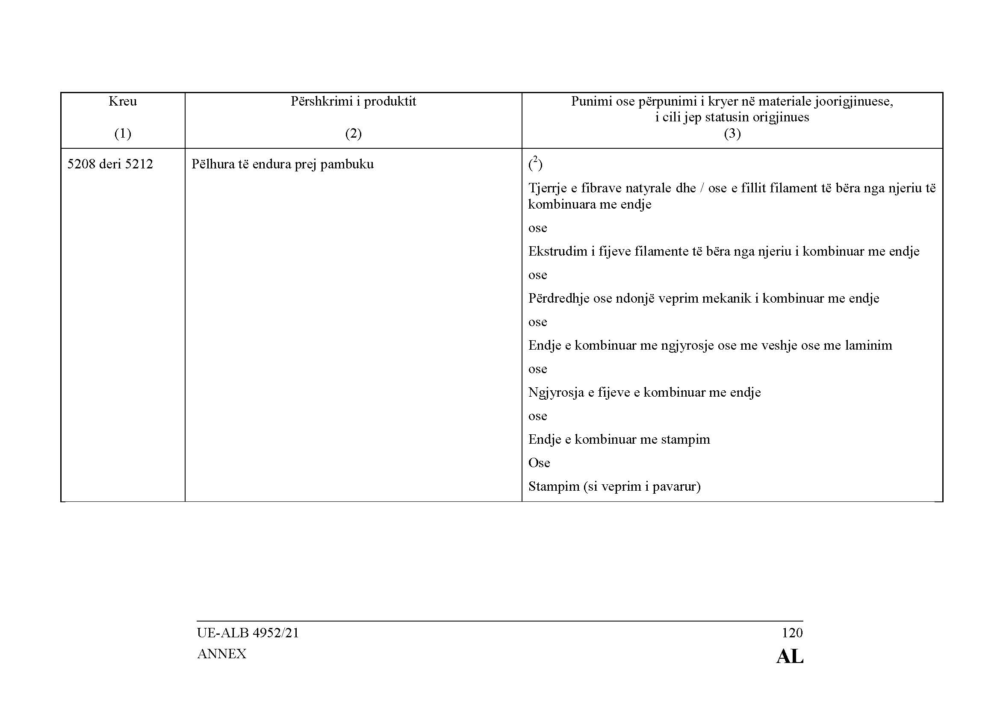 Kreu
(1)
Përshkrimi i produktit
(2)
Punimi ose përpunimi i kryer në materiale joorigjinuese,
i cili jep statusin origjinues
(3)
5208 deri 5212
Pëlhura të endura prej pambuku
(²)
Tjerrje e fibrave natyrale dhe / ose e fillit filament të bëra nga njeriu të
kombinuara me endje
ose
Ekstrudim i fijeve filamente të bëra nga njeriu i kombinuar me endje
ose
Përdredhje ose ndonjë veprim mekanik i kombinuar me endje
ose
Endje e kombinuar me ngjyrosje ose me veshje ose me laminim
ose
Ngjyrosja e fijeve e kombinuar me endje
ose
Endje e kombinuar me stampim
Ose
Stampim (si veprim i pavarur)
UE-ALB 4952/21
120
ANNEX
AL